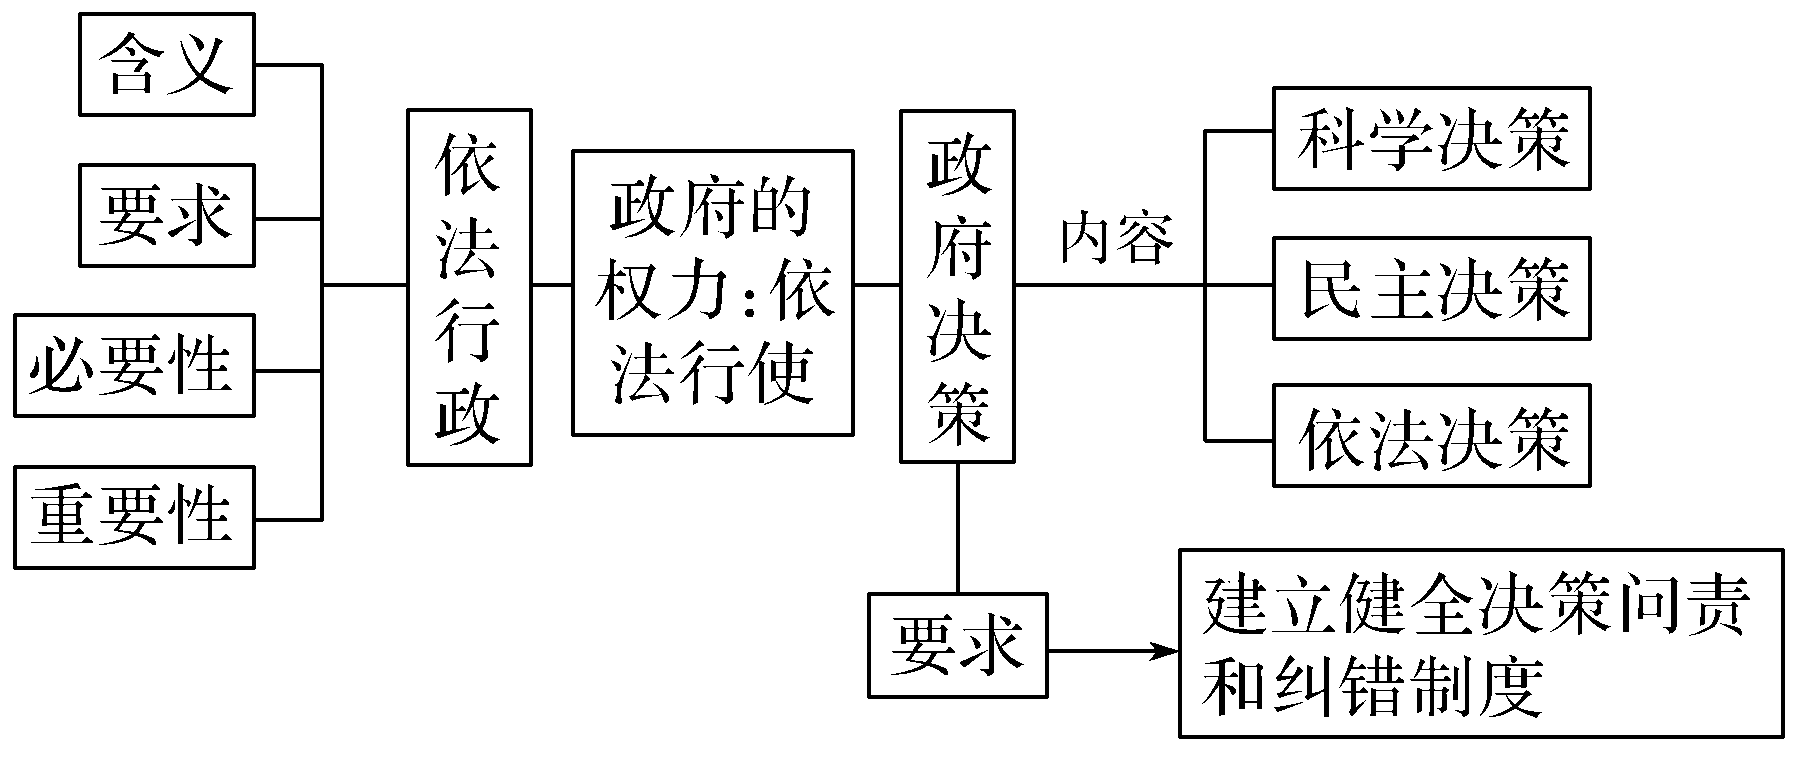 含义
要求
必要性
重要性
依
法
行
政
政府的
权力:依
法行使
政
府
决
策
内容
科学决策
民主决策
依法决策
要求
建立健全决策问责
和纠错制度